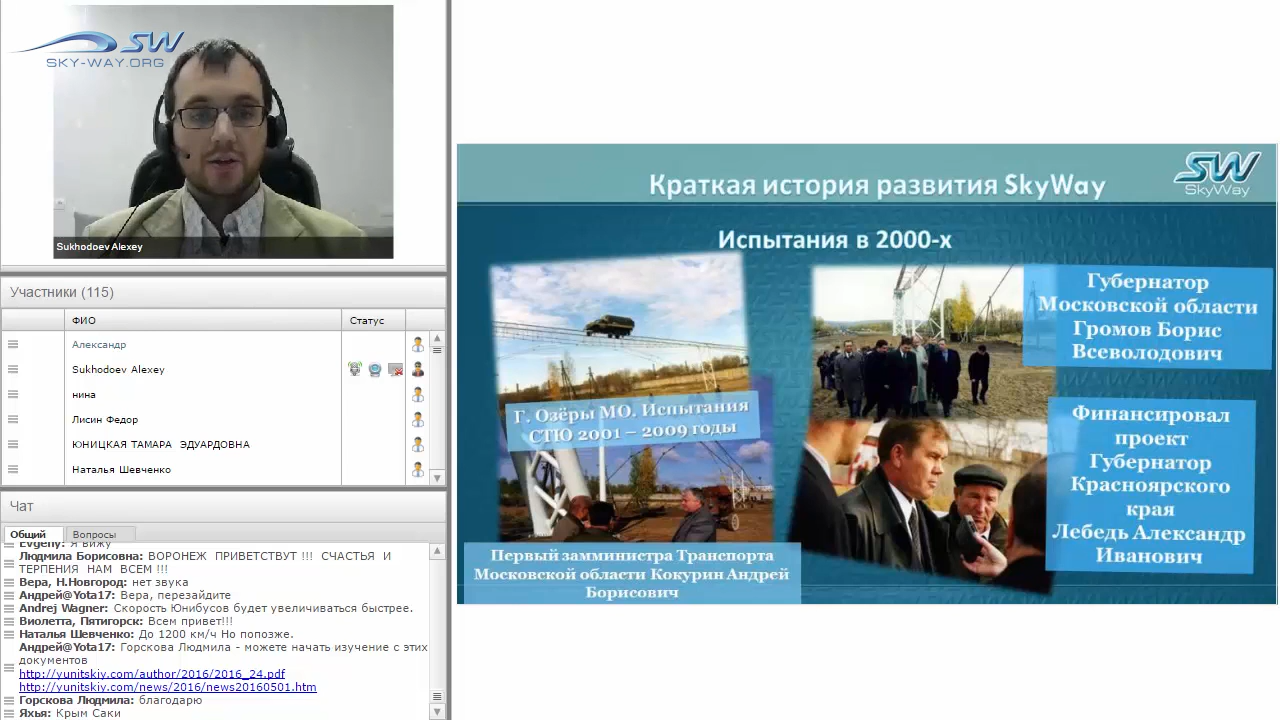 SW
SKY-WAY.ORG
Sukhodoev Alexey
Участники (115)
ФИО
Статус
Александр
Sukhodoev Alexey
нина
Лисин Федор
ЮНИЦКАЯ ТАМАРА ЭДУАРДОВНА
Наталья Шевченко
Чат
Общий
Вопросы
Evgeny: Я вижу
Людмила Борисовна: ВОРОНЕЖ ПРИВЕТСТВУТ !!! СЧАСТЬЯ И
ТЕРПЕНИЯ НАМ ВСЕМ !!!
Вера, Н.Новгород: нет звука
Андрей@Yota17: Вера, перезайдите
Andrej Wagner: Скорость Юнибусов будет увеличиваться быстрее.
Виолетта, Пятигорск: Всем привет!!!
Наталья Шевченко: До 1200 км/ч Но попозже.
Андрей@Yota17: Горскова Людмила - можете начать изучение с этих
документов
http://yunitskiy.com/author/2016/2016_24.pdf
http://yunitskiy.com/news/2016/news20160501.htm
Горскова Людмила: благодарю
Яхья: Крым Саки
Краткая история развития SkyWay
SW
SkyWay
Испытания в 2000-х
Г. Озёры МО. Испытания
СТЮ 2001 – 2009 годы
Первый замминистра Транспорта
Московской области Кокурин Андрей
Борисович
Губернатор
Московской области
Громов Борис
Всеволодович
Финансировал
проект
Губернатор
Красноярского
края
Лебедь Александр
Иванович